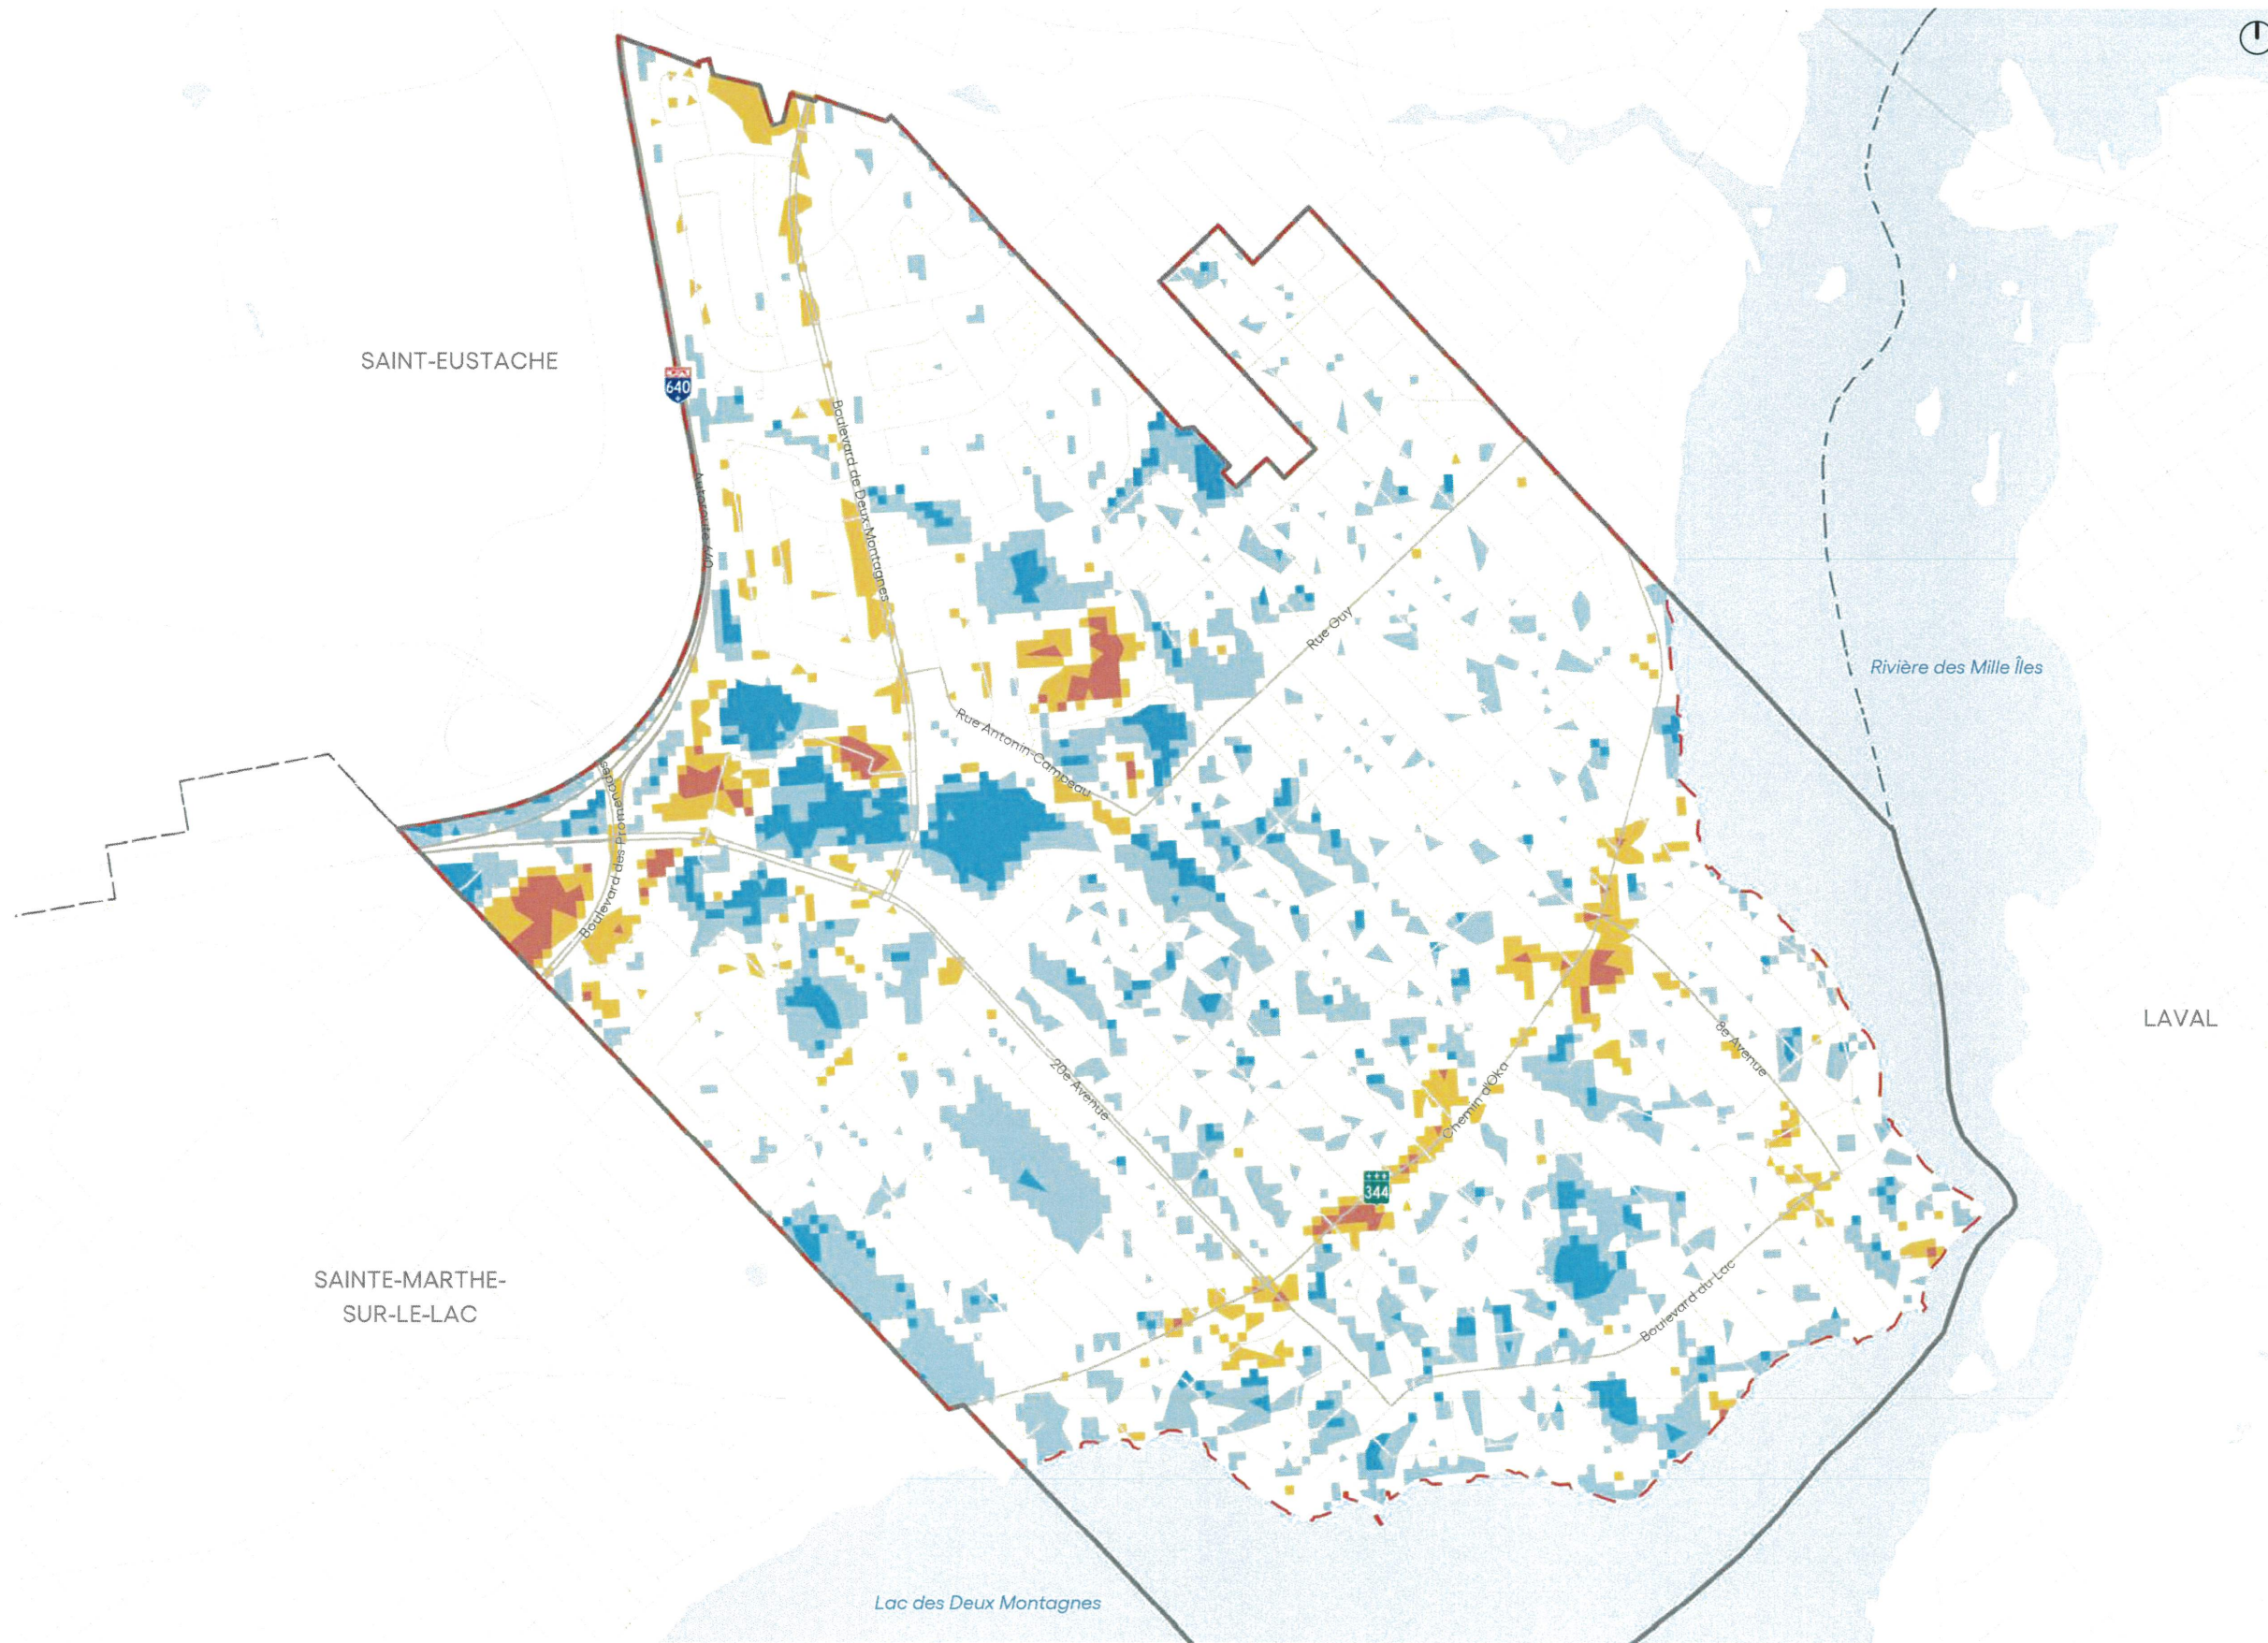 SAINT-EUSTACHE
640
Autoroute 640
Boulevard de Deux-Montagnes
Rue Guy
Rivière des Mille Îles
Rue Antonin-Campeau
Boulevard des Promenades
LAVAL
8e Avenue
20e Avenue
Chemin d'Oka
344
SAINTE-MARTHE-
SUR-LE-LAC
Boulevard du Lac
Lac des Deux Montagnes